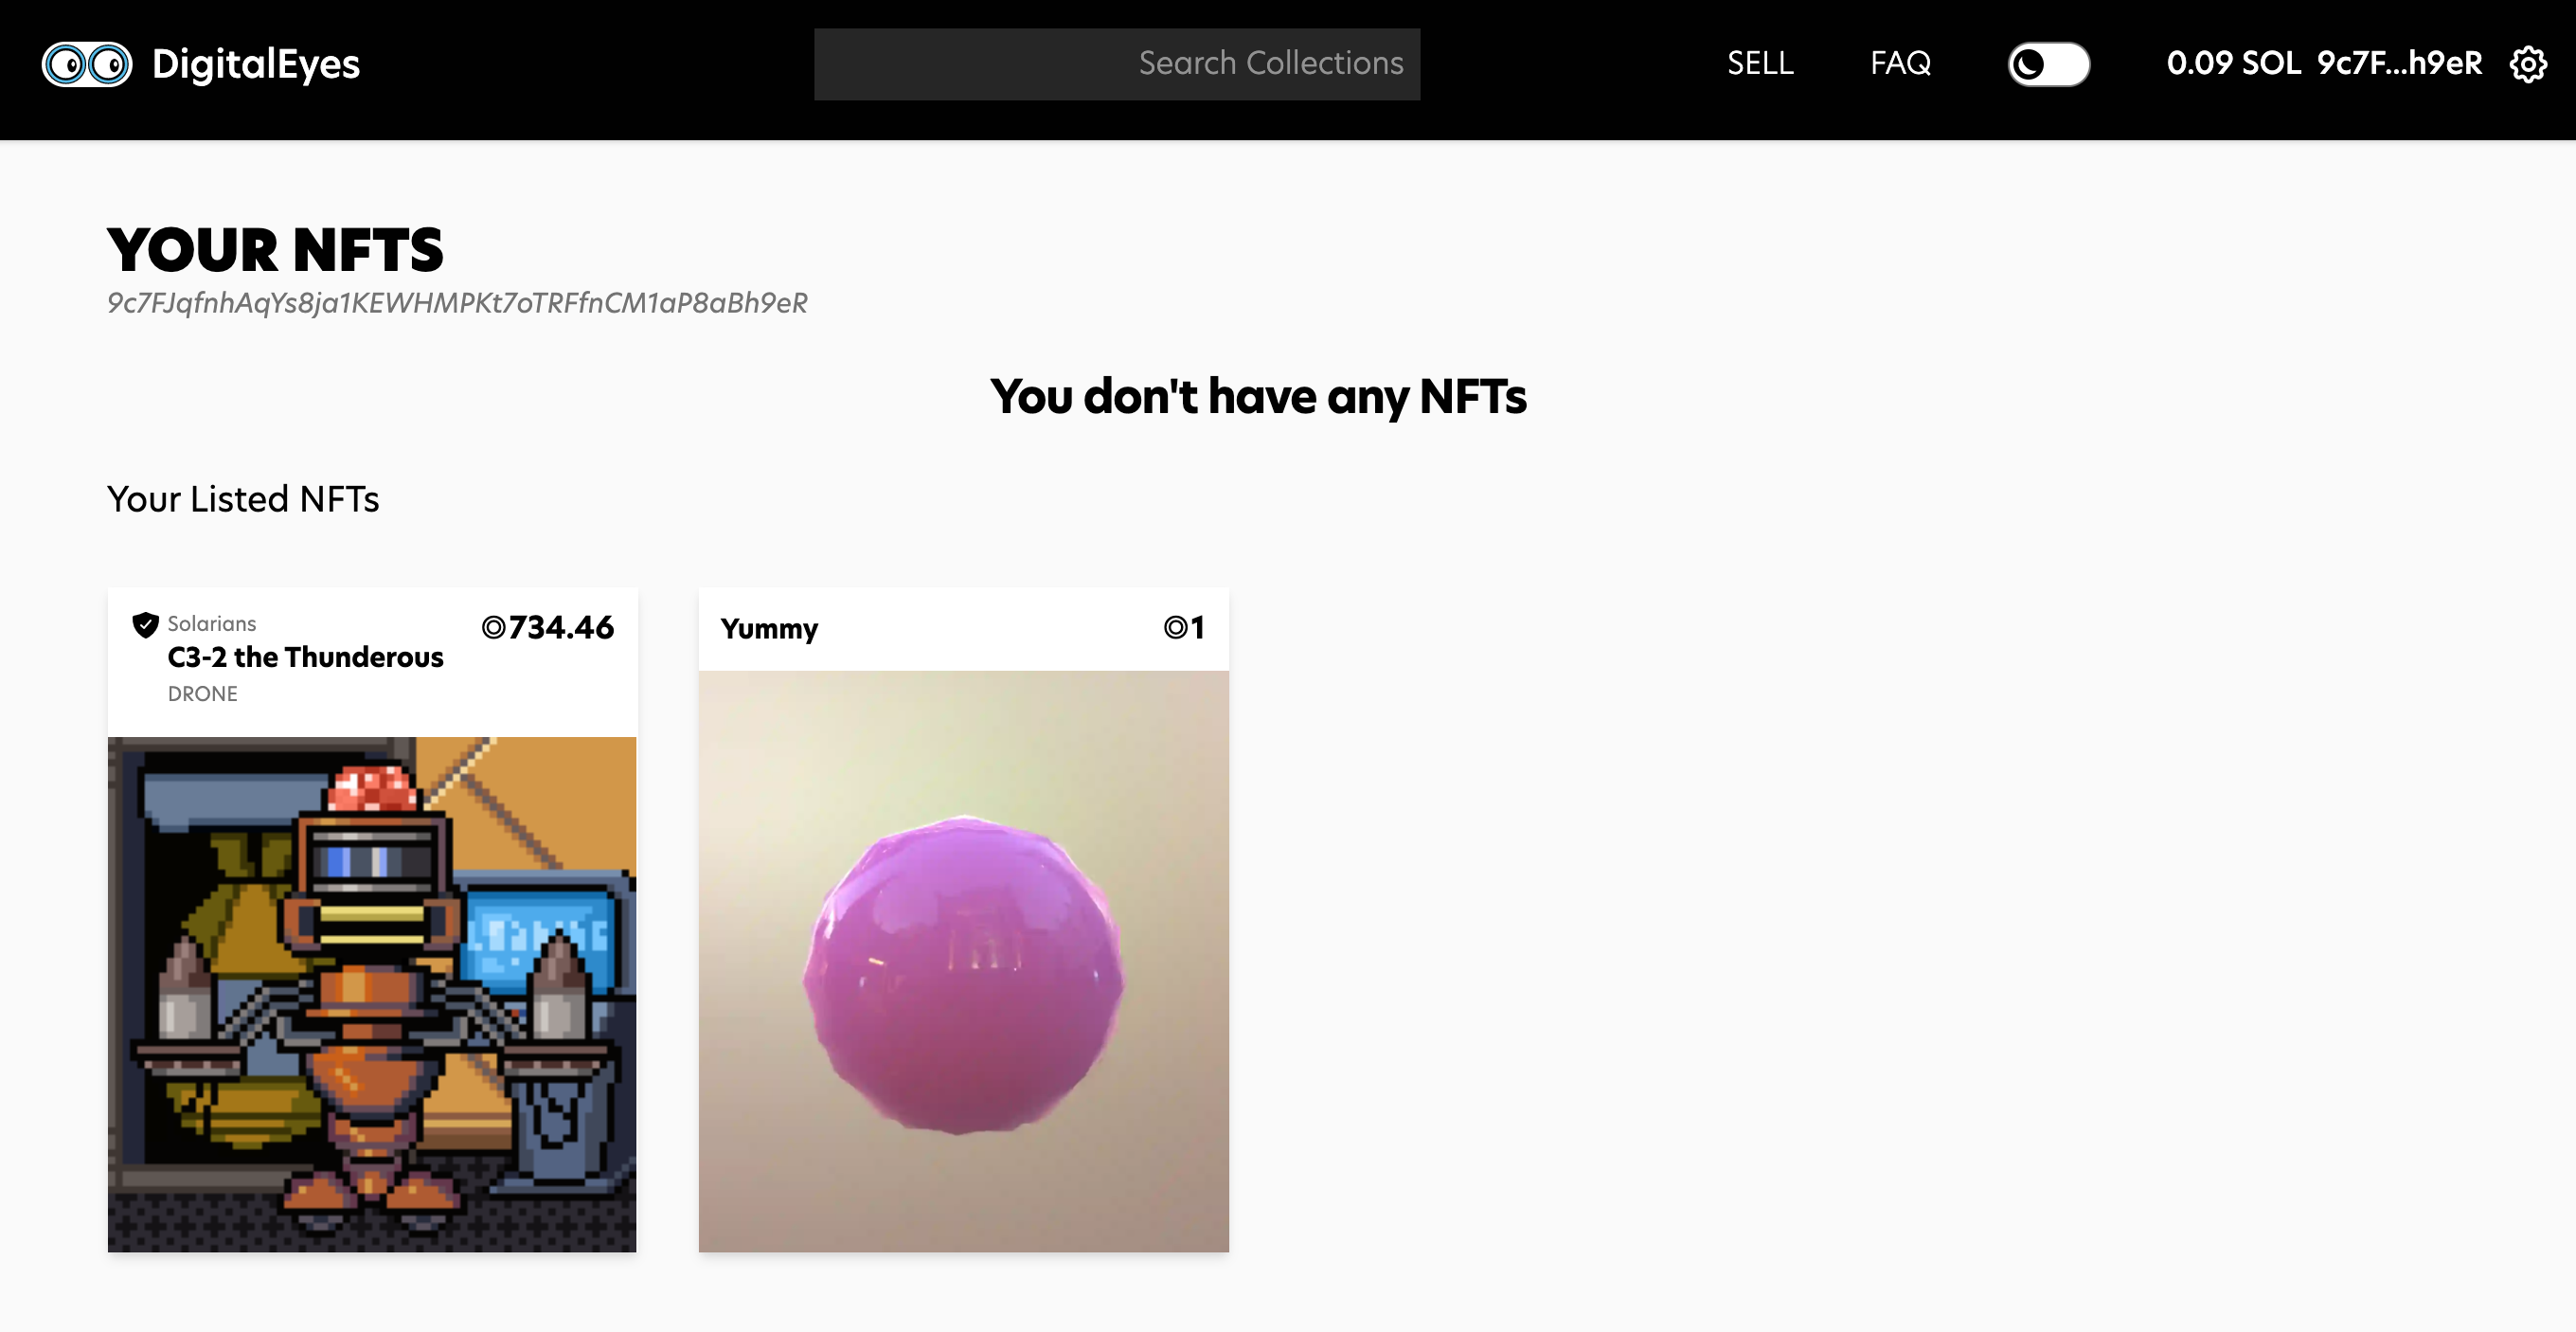 DigitalEyes
Search Collections
SELL
FAQ
0.09 SOL 9c7F...h9eR
YOUR NFTS
9c7FJqfnhAqYs8ja1KEWHMPKt7oTRFfnCM1aP8aBh9eR
You don't have any NFTs
Your Listed NFTs
Solarians
C3-2 the Thunderous
DRONE
734.46
Yummy
1